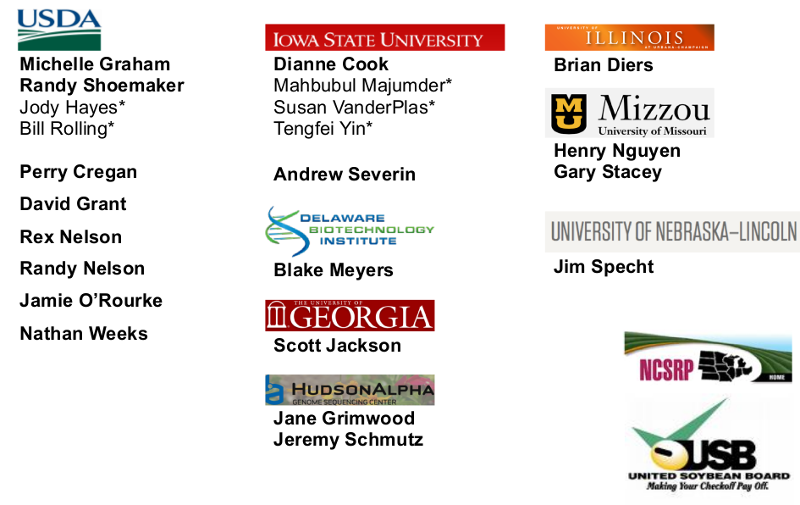 USDA
Michelle Graham
Randy Shoemaker
Jody Hayes*
Bill Rolling*
Perry Cregan
David Grant
Rex Nelson
Randy Nelson
Jamie O’Rourke
Nathan Weeks
IOWA STATE UNIVERSITY
Dianne Cook
Mahbubul Majumder*
Susan VanderPlas*
Tengfei Yin*
Andrew Severin
DELAWARE
BIOTECHNOLOGY
INSTITUTE
Blake Meyers
THE UNIVERSITY OF
GEORGIA
Scott Jackson
HUDSONALPHA
GENOME SEQUENCING CENTER
Jane Grimwood
Jeremy Schmutz
UNIVERSITY OF
ILLINOIS
AT URBANA-CHAMPAIGN
Brian Diers
MU
Mizzou
University of Missouri
Henry Nguyen
Gary Stacey
UNIVERSITY OF NEBRASKA–LINCOLN
Jim Specht
NCSRP
HOME
USB
UNITED SOYBEAN BOARD
Making Your Checkoff Pay Off.